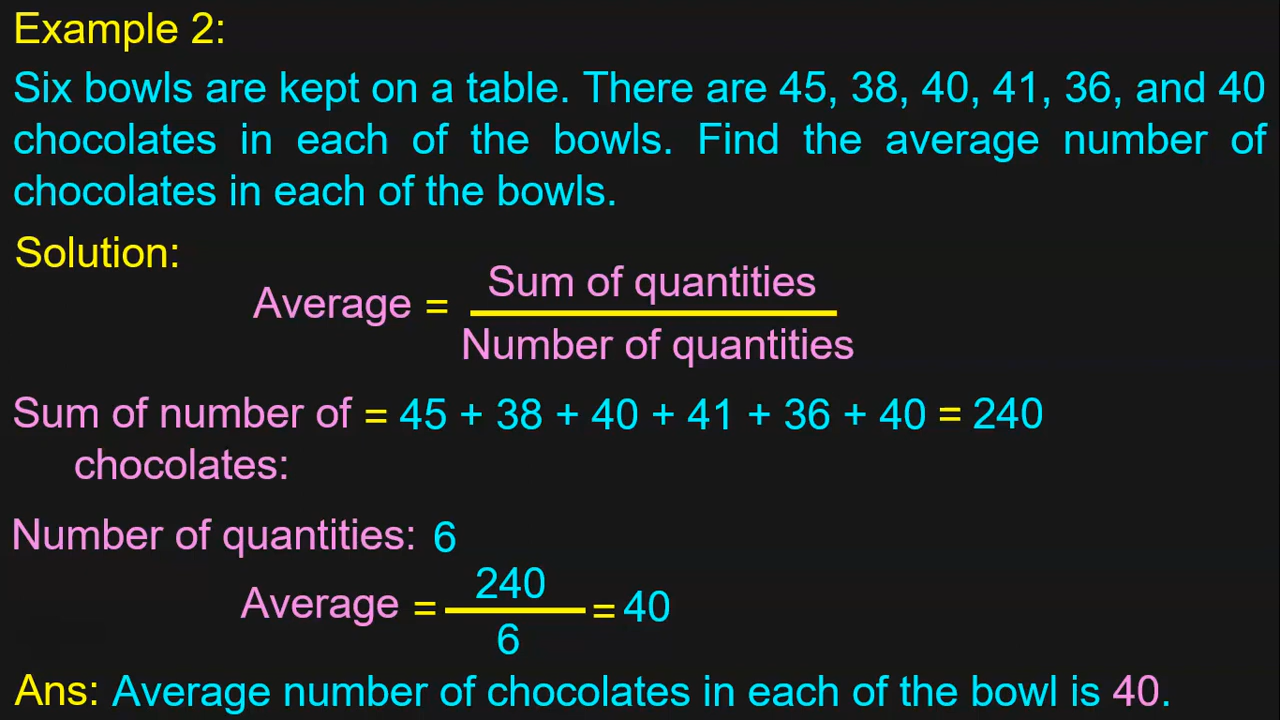 Example 2:
Six bowls are kept on a table. There are 45, 38, 40, 41, 36, and 40
chocolates in each of the bowls. Find the average number of
chocolates in each of the bowls.
Solution:
Sum of quantities
Average =
Number of quantities
Sum of number of = 45 + 38 + 40 + 41 + 36 + 40 = 240
chocolates:
Number of quantities: 6
240
Average = = 40
6
Ans: Average number of chocolates in each of the bowl is 40.